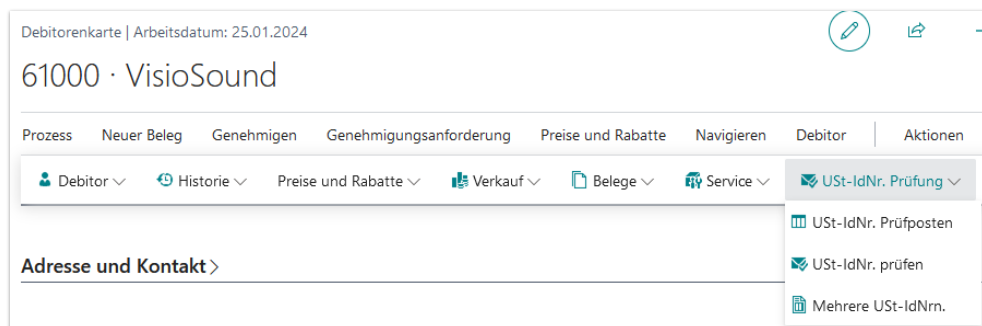 Debitorenkarte | Arbeitsdatum: 25.01.2024
61000 · VisioSound
Prozess Neuer Beleg Genehmigen Genehmigungsanforderung Preise und Rabatte Navigieren Debitor Aktionen
Debitor Historie Preise und Rabatte Verkauf Belege Service USt-IdNr. Prüfung
USt-IdNr. Prüfposten
USt-IdNr. prüfen
Adresse und Kontakt
Mehrere USt-IdNrn.